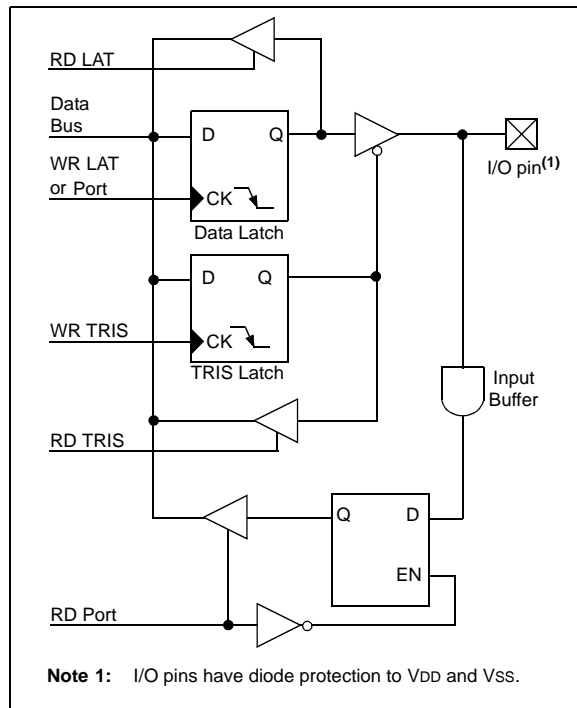 RD LAT
Data
Bus
D Q
WR LAT
or Port
CK
Data Latch
I/O pin(1)
D Q
WR TRIS
CK
TRIS Latch
Input
Buffer
RD TRIS
Q D
EN
RD Port
Note 1: I/O pins have diode protection to VDD and VSS.